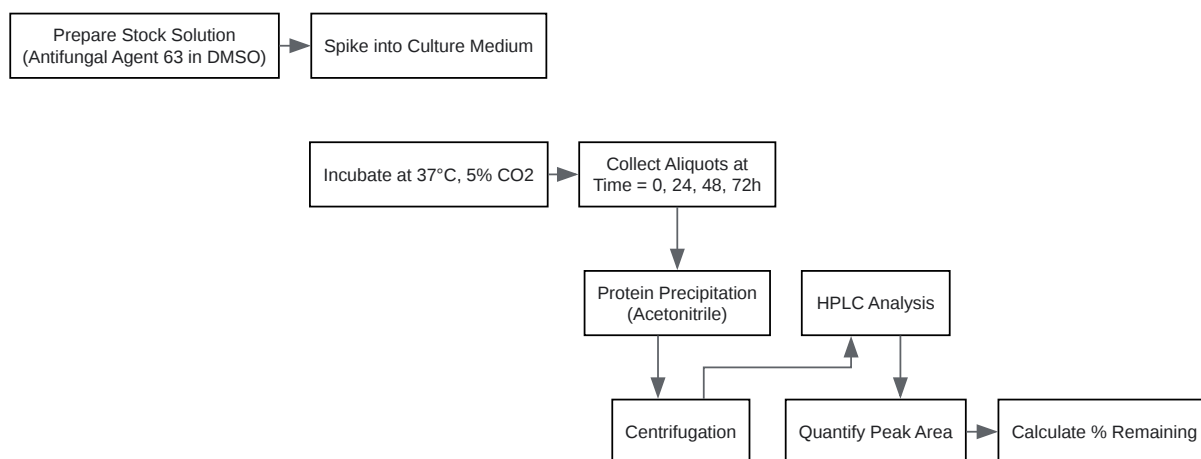 Prepare Stock Solution
(Antifungal Agent 63 in DMSO)
Spike into Culture Medium
Incubate at 37°C, 5% CO2
Collect Aliquots at
Time = 0, 24, 48, 72h
Protein Precipitation
(Acetonitrile)
HPLC Analysis
Centrifugation
Quantify Peak Area
Calculate % Remaining